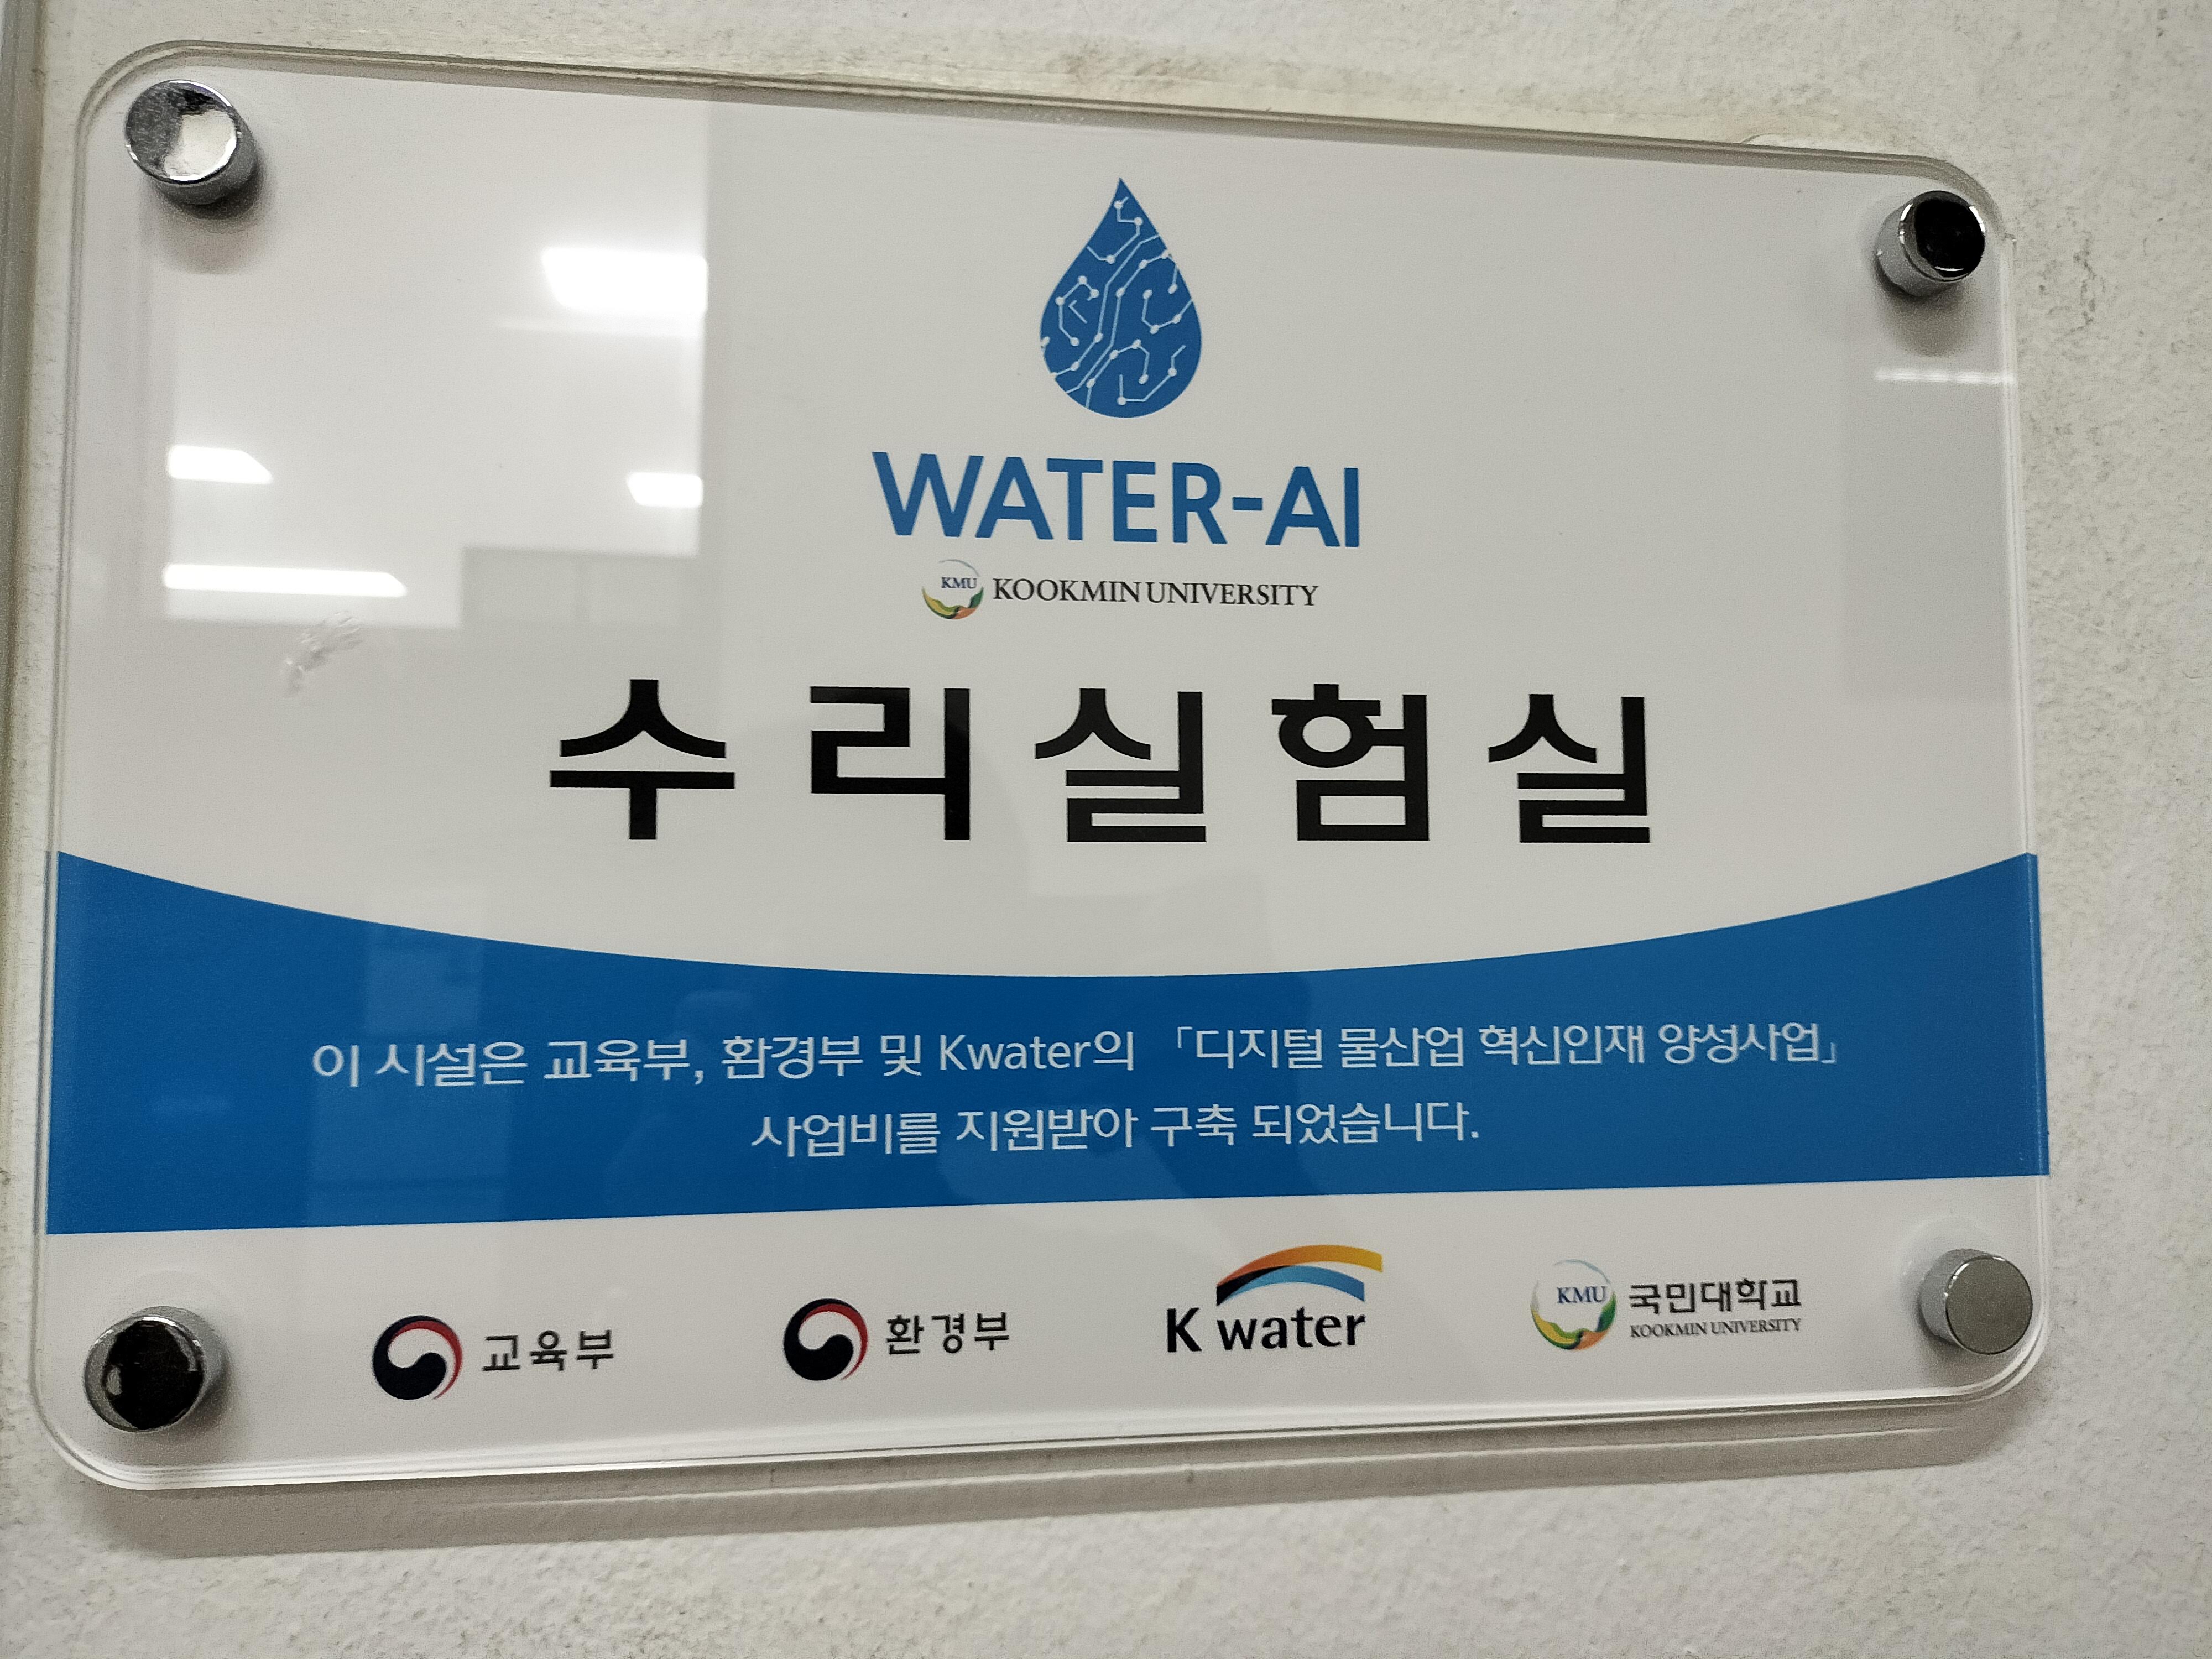 WATER-AI
KMU KOOKMIN UNIVERSITY
수리실험실
이 시설은 교육부, 환경부 및 Kwater의 「디지털 물산업 혁신인재 양성사업」
사업비를 지원받아 구축 되었습니다.
교육부
환경부
K water
KMU 국민대학교
KOOKMIN UNIVERSITY